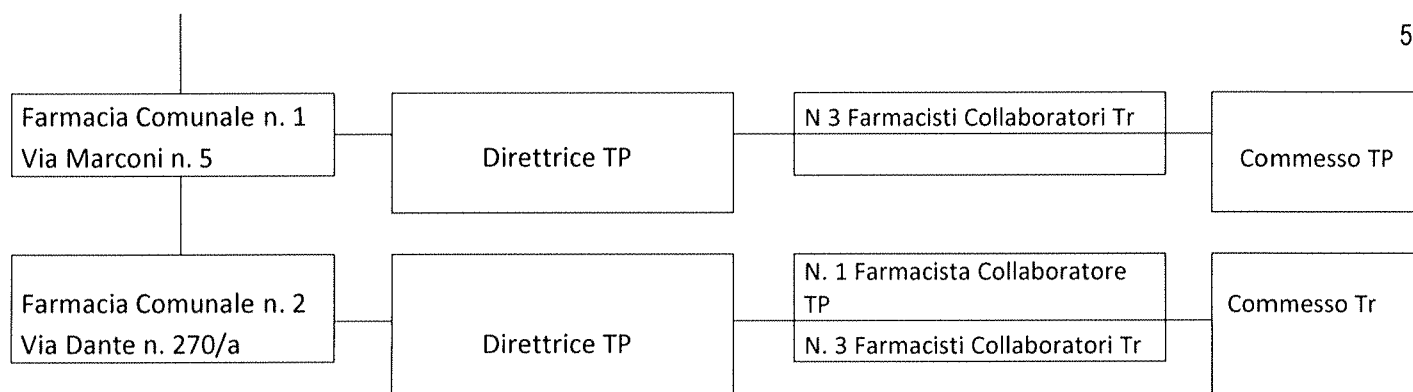 5
Farmacia Comunale n. 1
Via Marconi n. 5
Direttrice TP
N 3 Farmacisti Collaboratori Tr
Commesso TP
Farmacia Comunale n. 2
Via Dante n. 270/a
Direttrice TP
N. 1 Farmacista Collaboratore
TP
N. 3 Farmacisti Collaboratori Tr
Commesso Tr